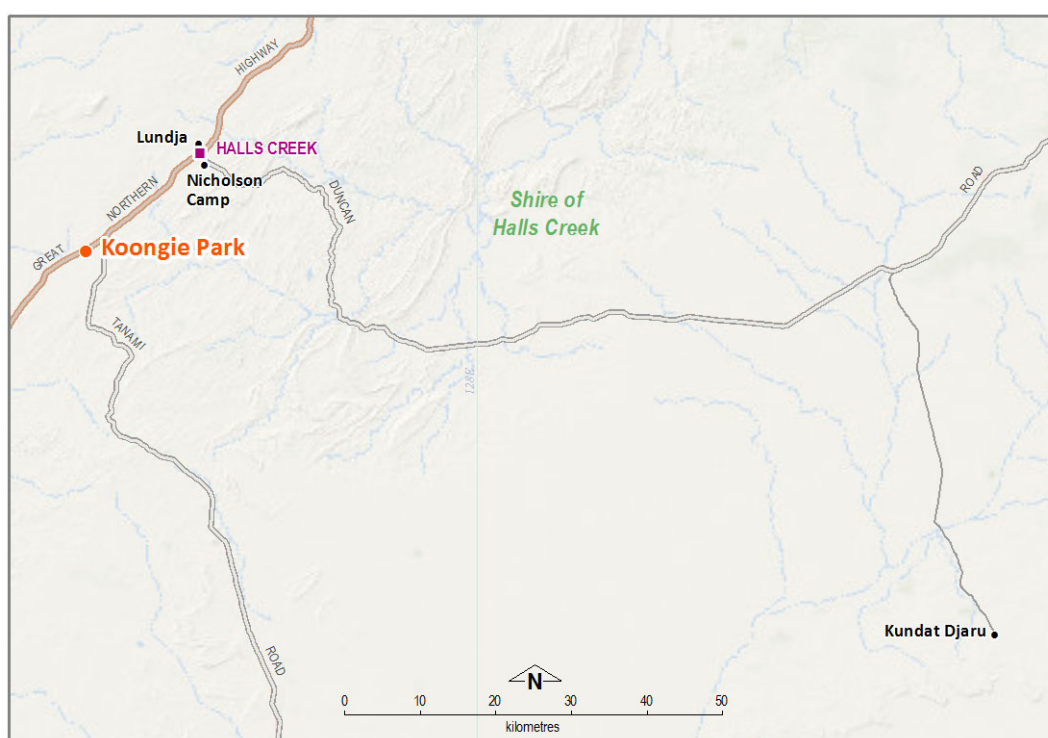 HIGHWAY
Lundja
HALLS CREEK
Nicholson
Camp
NORTHERN
DUNCAN
ROAD
Shire of
Halls Creek
GREAT
Koongie Park
TANAMI
128E
Kundat Djaru
ROAD
N
0 10 20 30 40 50
kilometres